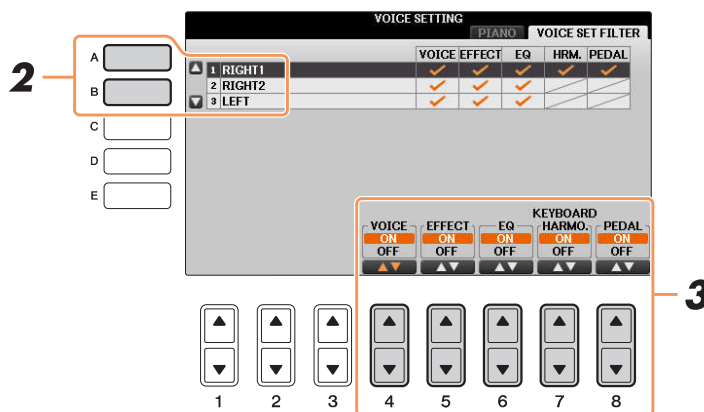 VOICE SETTING
PIANO VOICE SET FILTER
VOICE EFFECT EQ HRM. PEDAL
1 RIGHT1
2 RIGHT2
3 LEFT
2
A
B
C
D
E
KEYBOARD
VOICE EFFECT EQ HARMO. PEDAL
ON ON ON ON ON
OFF OFF OFF OFF OFF
3
1 2 3 4 5 6 7 8